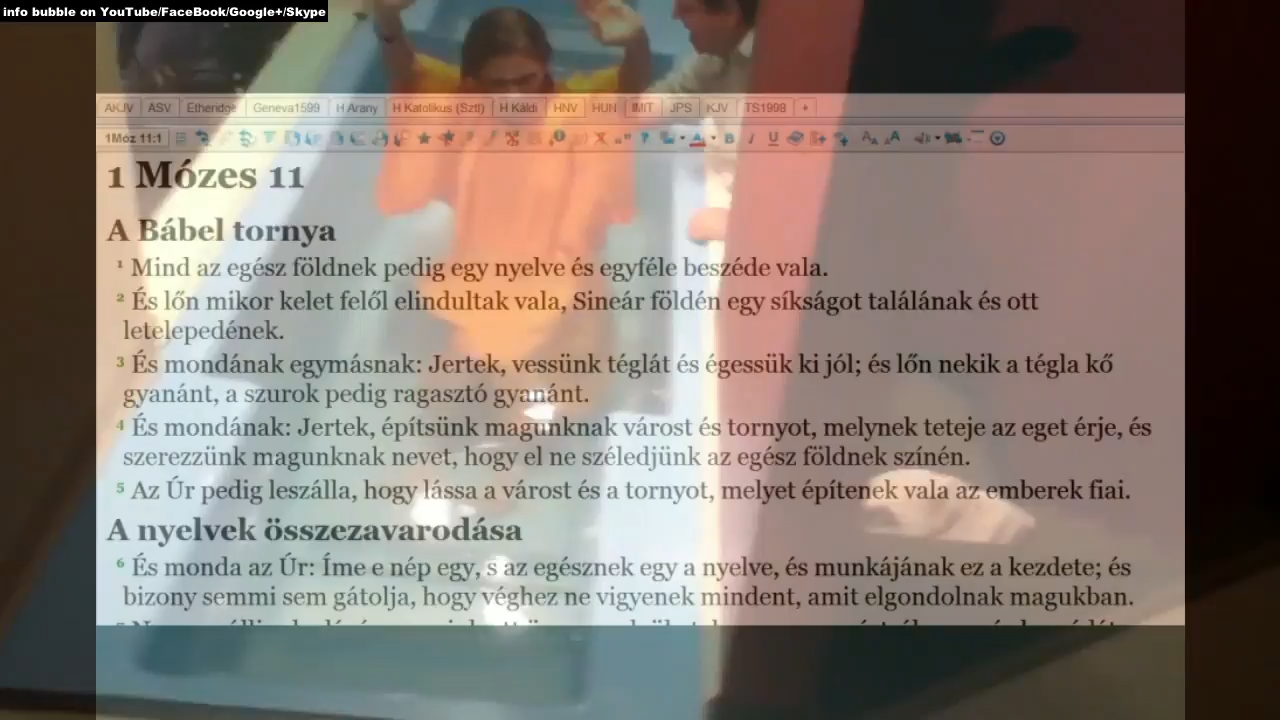 info bubble on YouTube/FaceBook/Google+/Skype
AKJV ASV Etheridge Geneva1599 H Arany H Katolikus (SztI) H Káldi HNV HUN IMIT JPS KJV TS1998 +
1Móz 11:1
1 Mózes 11
A Bábel tornya
1 Mind az egész földnek pedig egy nyelve és egyféle beszéde vala.
2 És lőn mikor kelet felől elindultak vala, Sineár földén egy síkságot találának és ott
letelepedének.
3 És mondának egymásnak: Jertek, vessünk téglát és égessük ki jól; és lőn nekik a tégla kő
gyanánt, a szurok pedig ragasztó gyanánt.
4 És mondának: Jertek, építsünk magunknak várost és tornyot, melynek teteje az eget érje, és
szerezzünk magunknak nevet, hogy el ne széledjünk az egész földnek színén.
5 Az Úr pedig leszálla, hogy lássa a várost és a tornyot, melyet építenek vala az emberek fiai.
A nyelvek összezavarodása
6 És monda az Úr: Íme e nép egy, s az egésznek egy a nyelve, és munkájának ez a kezdete; és
bizony semmi sem gátolja, hogy véghez ne vigyenek mindent, amit elgondolnak magukban.